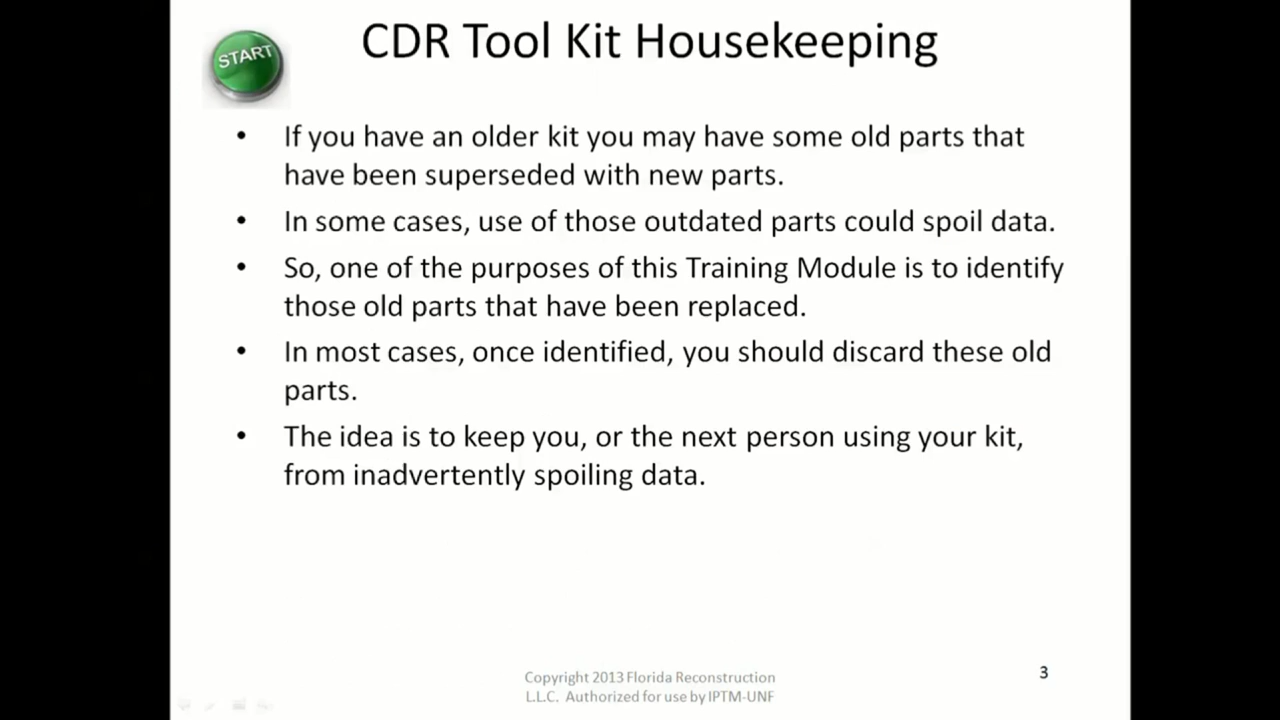 START
CDR Tool Kit Housekeeping
• If you have an older kit you may have some old parts that
have been superseded with new parts.
• In some cases, use of those outdated parts could spoil data.
• So, one of the purposes of this Training Module is to identify
those old parts that have been replaced.
• In most cases, once identified, you should discard these old
parts.
• The idea is to keep you, or the next person using your kit,
from inadvertently spoiling data.
Copyright 2013 Florida Reconstruction
L.L.C. Authorized for use by IPTM-UNF
3